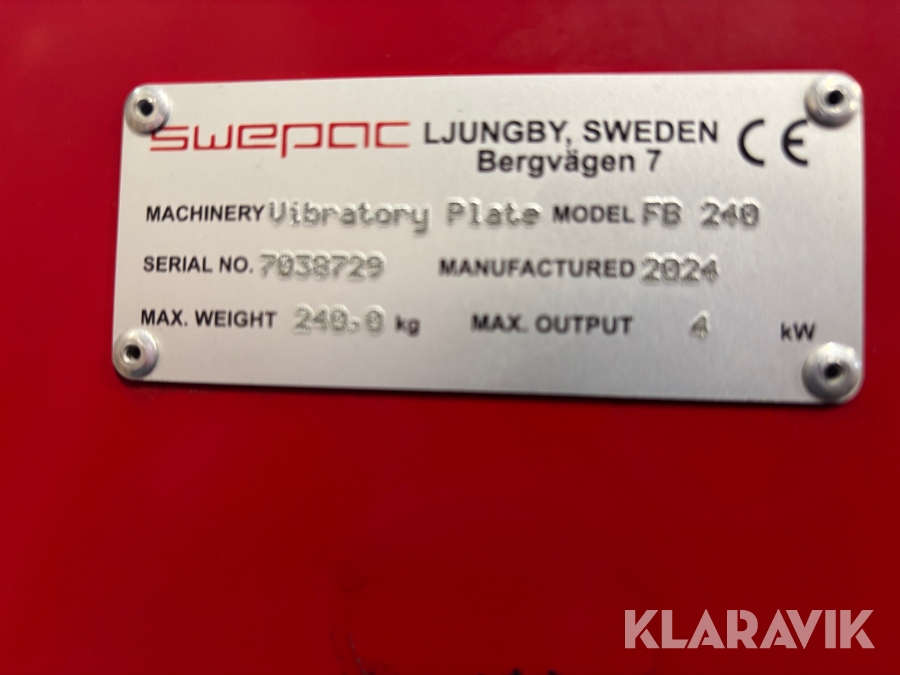 swepac LJUNGBY, SWEDEN CE
Bergvägen 7
MACHINERY Vibratory Plate MODEL FB 240
SERIAL NO. 7038729 MANUFACTURED 2024
MAX. WEIGHT 240,0 kg MAX. OUTPUT 4 kW
KLARAVIK